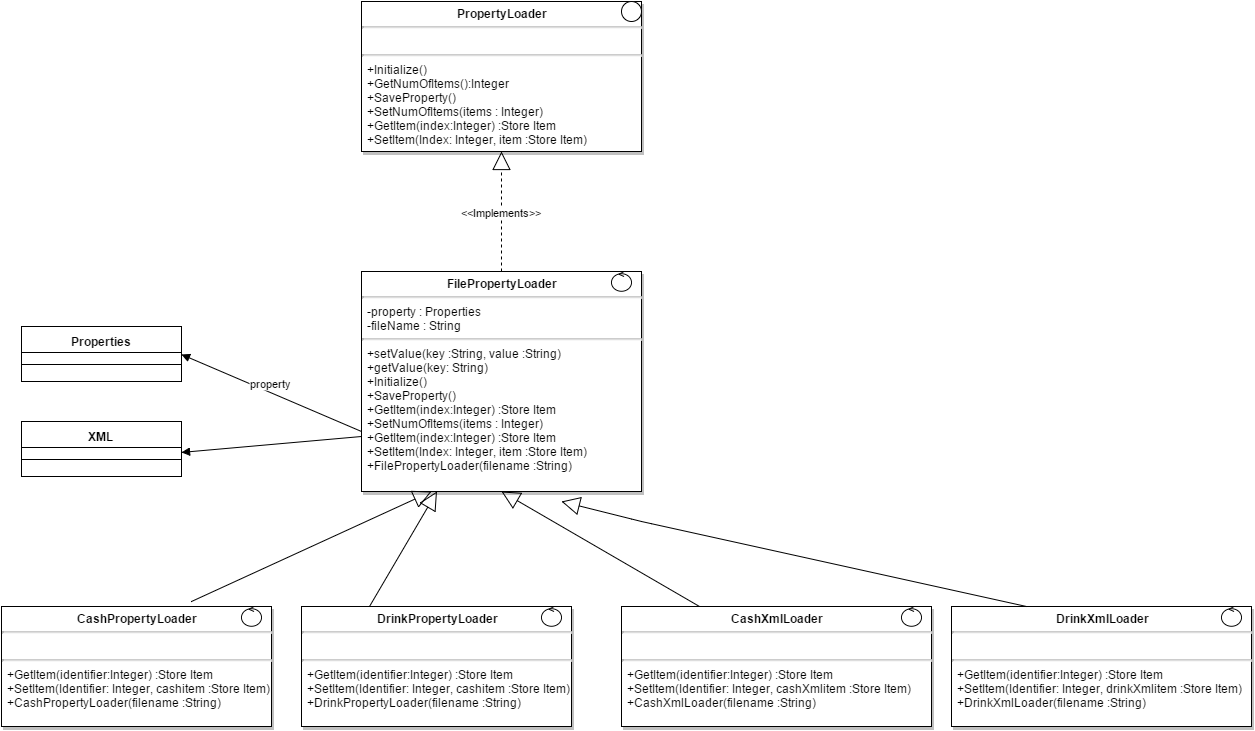 PropertyLoader
+Initialize()
+GetNumOfItems():Integer
+SaveProperty()
+SetNumOfItems(items : Integer)
+GetItem(index:Integer) :Store Item
+SetItem(Index: Integer, item :Store Item)
<<Implements>>
FilePropertyLoader
-property : Properties
-fileName : String
+setValue(key :String, value :String)
+getValue(key: String)
+Initialize()
+SaveProperty()
+GetItem(index:Integer) :Store Item
+SetNumOfItems(items : Integer)
+GetItem(index:Integer) :Store Item
+SetItem(Index: Integer, item :Store Item)
+FilePropertyLoader(filename :String)
Properties
property
XML
CashPropertyLoader
+GetItem(identifier:Integer) :Store Item
+SetItem(Identifier: Integer, cashitem :Store Item)
+CashPropertyLoader(filename :String)
DrinkPropertyLoader
+GetItem(identifier:Integer) :Store Item
+SetItem(Identifier: Integer, cashitem :Store Item)
+DrinkPropertyLoader(filename :String)
CashXmlLoader
+GetItem(identifier:Integer) :Store Item
+SetItem(Identifier: Integer, cashXmlitem :Store Item)
+CashXmlLoader(filename :String)
DrinkXmlLoader
+GetItem(identifier:Integer) :Store Item
+SetItem(Identifier: Integer, drinkXmlitem :Store Item)
+DrinkXmlLoader(filename :String)